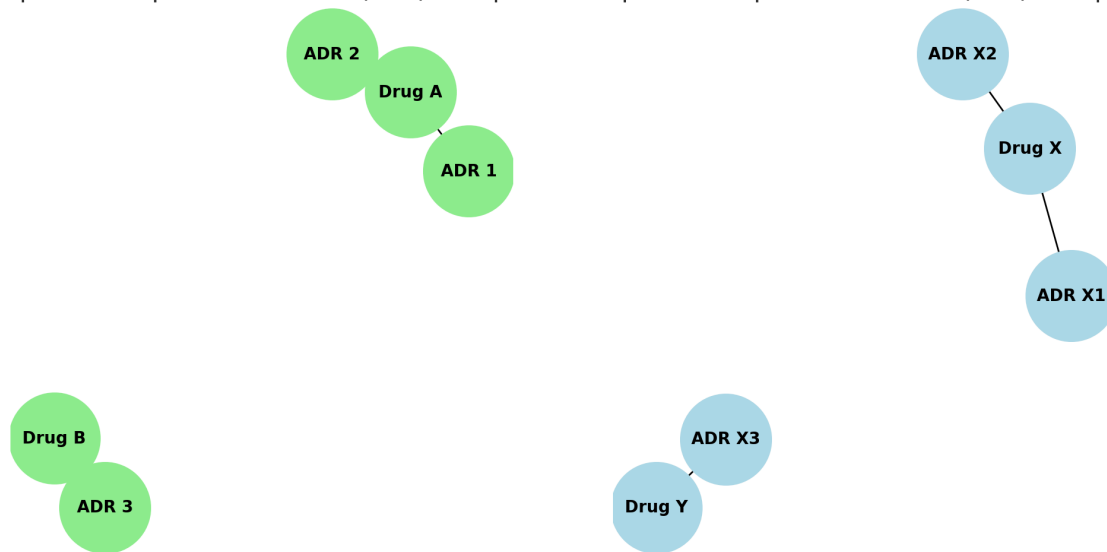 ADR 2
Drug A
ADR 1
Drug B
ADR 3
ADR X2
Drug X
ADR X1
ADR X3
Drug Y